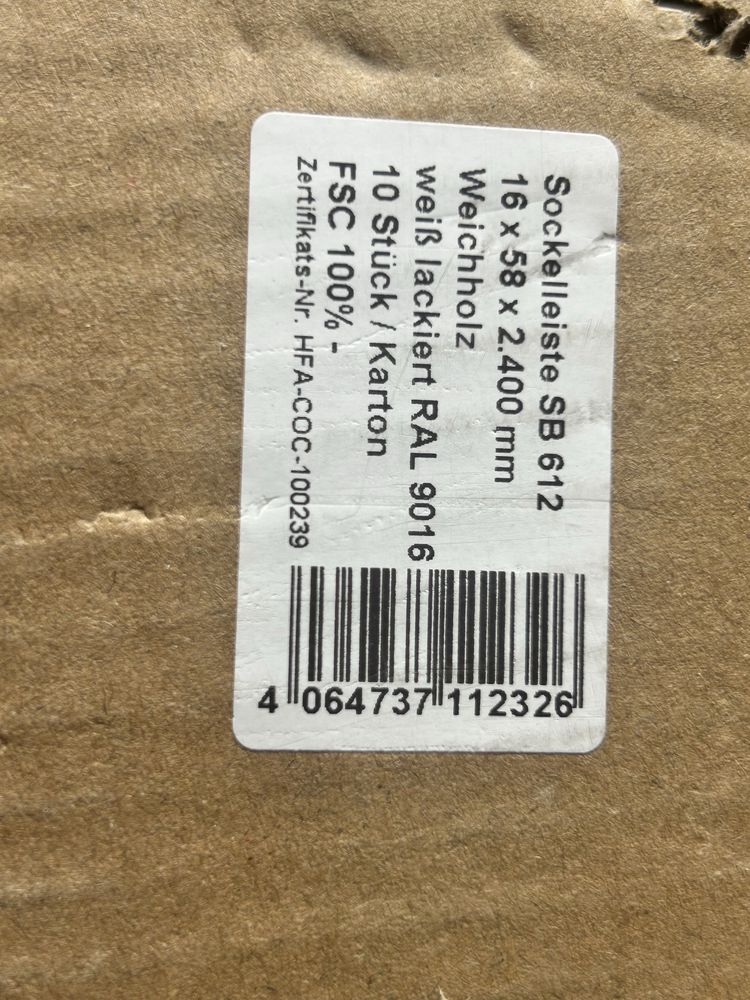 Sockelleiste SB 612
16 x 58 x 2.400 mm
Weichholz
weiß lackiert RAL 9016
10 Stück / Karton
FSC 100% -
Zertifikats-Nr. HFA-COC-100239
4 064737 112326